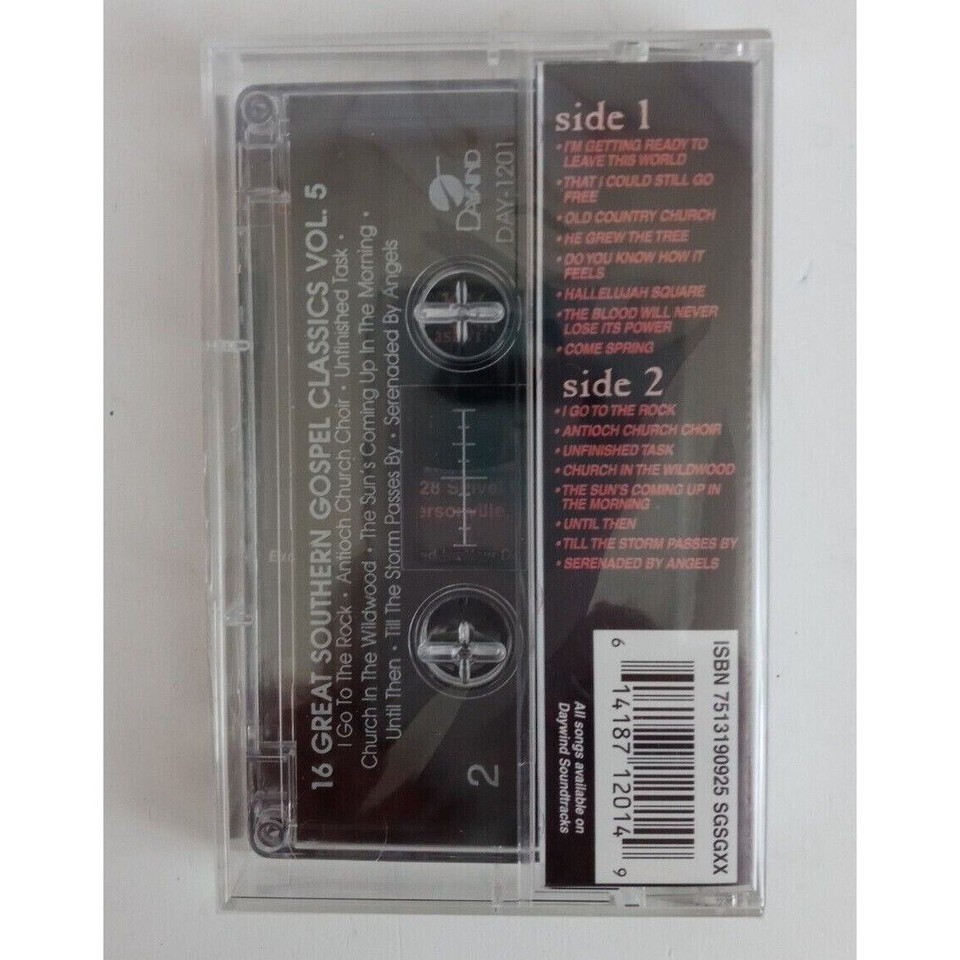 16 GREAT SOUTHERN GOSPEL CLASSICS VOL. 5
I Go To The Rock • Antioch Church Choir • Unfinished Task •
Church In The Wildwood • The Sun's Coming Up In The Morning •
Until Then • Till The Storm Passes By • Serenaded By Angels
2
DAYWIND
DAY-1201
28 S
ersonville,
side 1
• I'M GETTING READY TO
LEAVE THIS WORLD
• THAT I COULD STILL GO
FREE
• OLD COUNTRY CHURCH
• HE GREW THE TREE
• DO YOU KNOW HOW IT
FEELS
• HALLELUJAH SQUARE
• THE BLOOD WILL NEVER
LOSE ITS POWER
• COME SPRING
side 2
• I GO TO THE ROCK
• ANTIOCH CHURCH CHOIR
• UNFINISHED TASK
• CHURCH IN THE WILDWOOD
• THE SUN'S COMING UP IN
THE MORNING
• UNTIL THEN
• TILL THE STORM PASSES BY
• SERENADED BY ANGELS
All songs available on
Daywind Soundtracks
6 14187 12014 9
ISBN 7513190925 SGSGXX